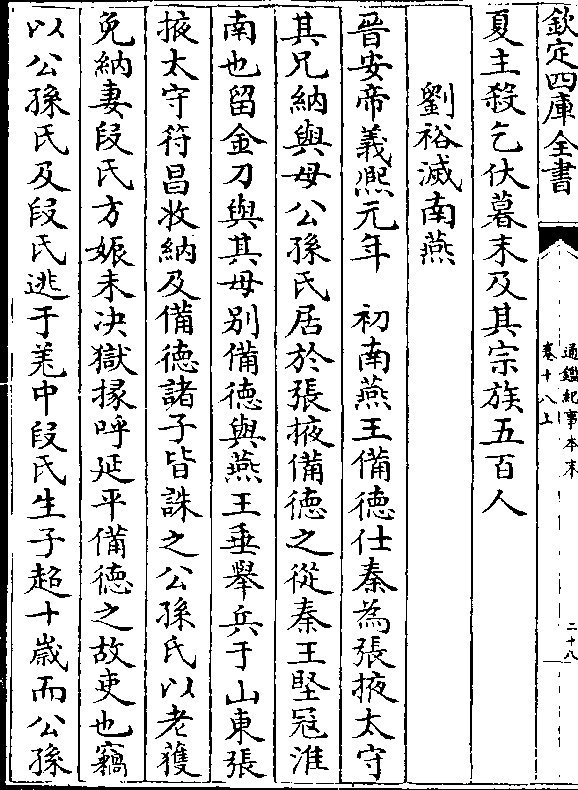 欽定四庫全書
通鑑紀事本末
卷十八上
二十八
夏主殺乞伏暮末及其宗族五百人
劉裕滅南燕
晉安帝義熙元年 初南燕王備德仕秦為張掖太守
其兄納與母公孫氏居於張掖備德之從秦王堅冦淮
南也留金刀與其母别備德與燕王垂舉兵于山東張
掖太守符昌收納及備德諸子皆誅之公孫氏以老獲
免納妻段氏方娠未决獄掾呼延平備德之故吏也竊
以公孫氏及段氏逃于羌中段氏生子超十嵗而公孫